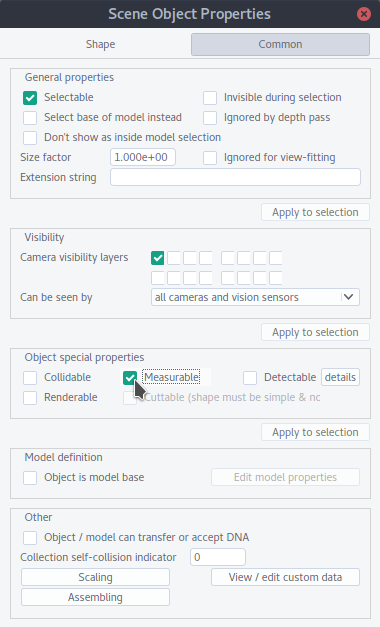 Scene Object Properties
Shape Common
General properties
Selectable Invisible during selection
Select base of model instead Ignored by depth pass
Don't show as inside model selection
Size factor 1.000e+00 Ignored for view-fitting
Extension string
Apply to selection
Visibility
Camera visibility layers
Can be seen by all cameras and vision sensors
Apply to selection
Object special properties
Collidable Measurable Detectable details
Renderable Cuttable (shape must be simple & nc
Apply to selection
Model definition
Object is model base Edit model properties
Other
Object / model can transfer or accept DNA
Collection self-collision indicator 0
Scaling View / edit custom data
Assembling